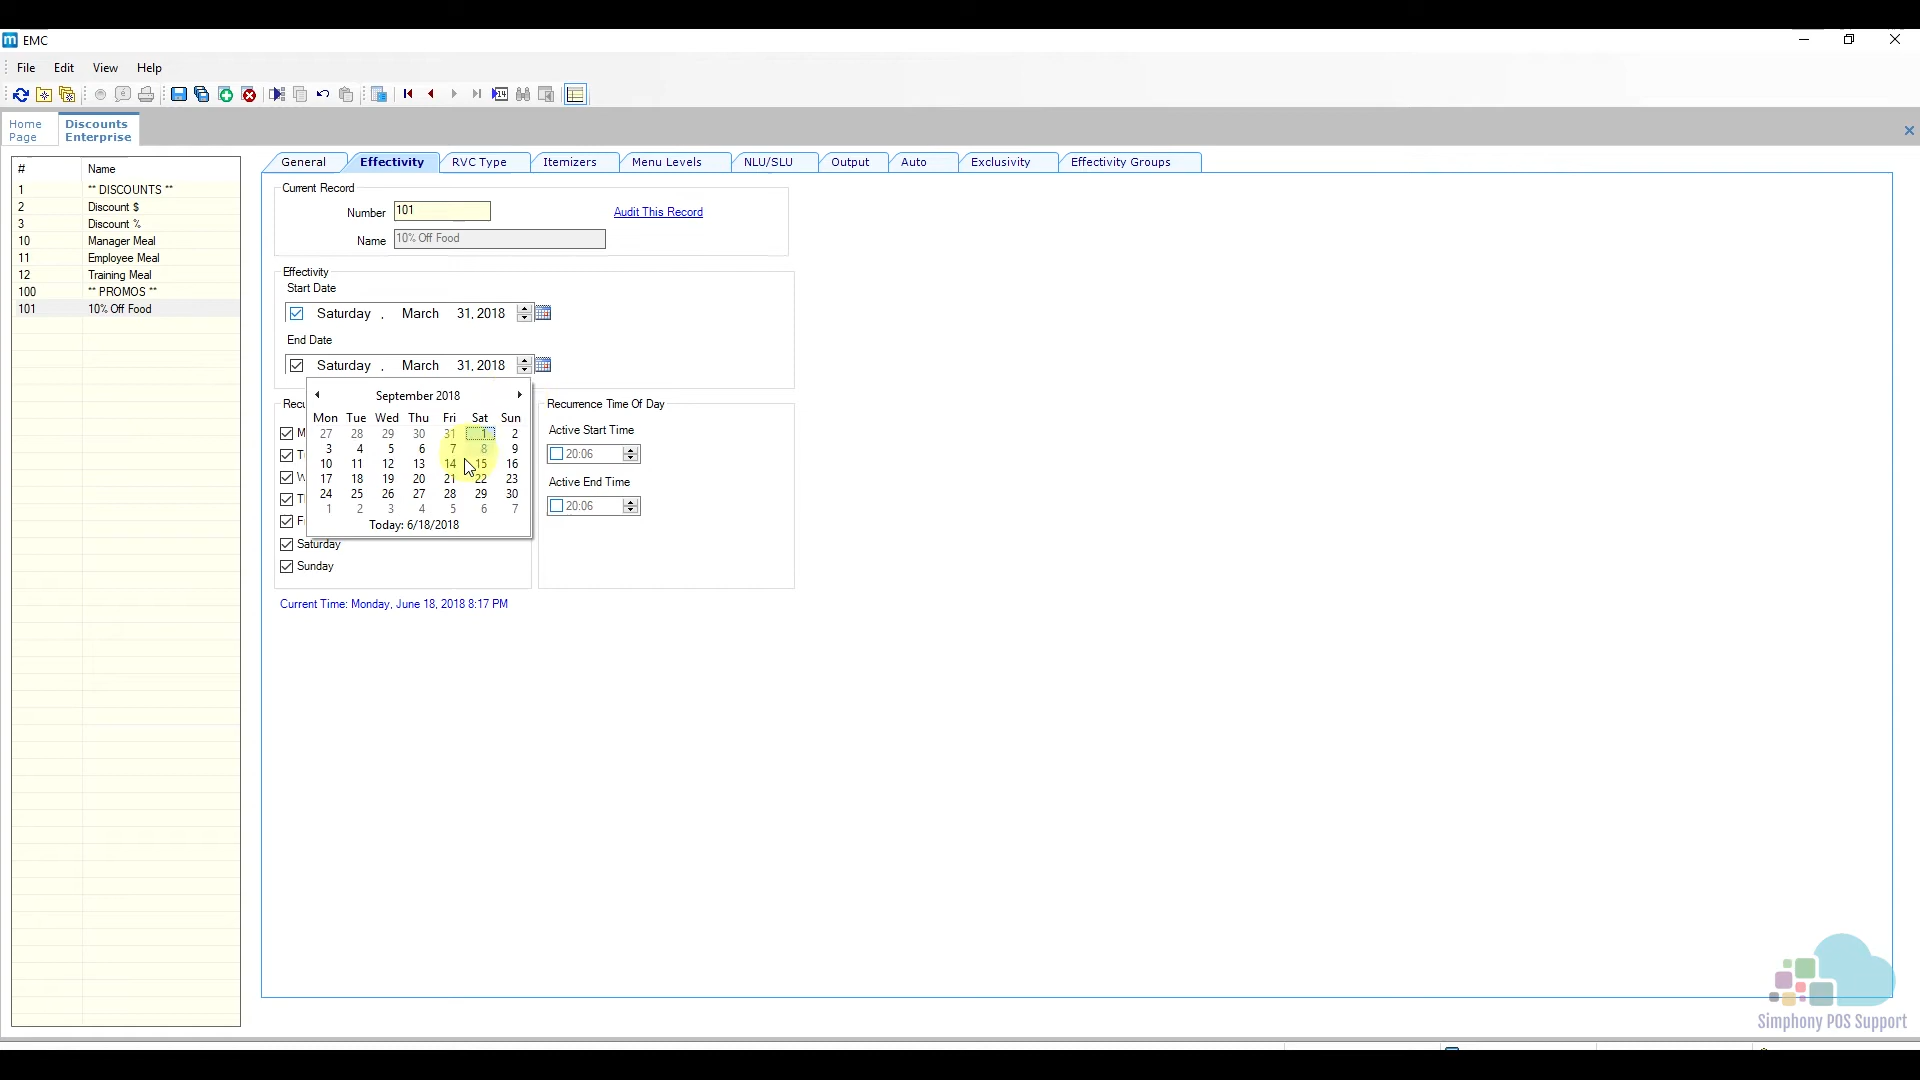 EMC
File Edit View Help
Home Page
Discounts Enterprise
# Name
1 ** DISCOUNTS **
2 Discount $
3 Discount %
10 Manager Meal
11 Employee Meal
12 Training Meal
100 ** PROMOS **
101 10% Off Food
General Effectivity RVC Type Itemizers Menu Levels NLU/SLU Output Auto Exclusivity Effectivity Groups
Current Record
Number 101 Audit This Record
Name 10% Off Food
Effectivity
Start Date
Saturday , March 31, 2018
End Date
Saturday , March 31, 2018
September 2018
Mon Tue Wed Thu Fri Sat Sun
27 28 29 30 31 1 2
3 4 5 6 7 8 9
10 11 12 13 14 15 16
17 18 19 20 21 22 23
24 25 26 27 28 29 30
1 2 3 4 5 6 7
Today: 6/18/2018
Saturday
Sunday
Recurrence Time Of Day
Active Start Time
20:06
Active End Time
20:06
Current Time: Monday, June 18, 2018 8:17 PM
Simphony POS Support